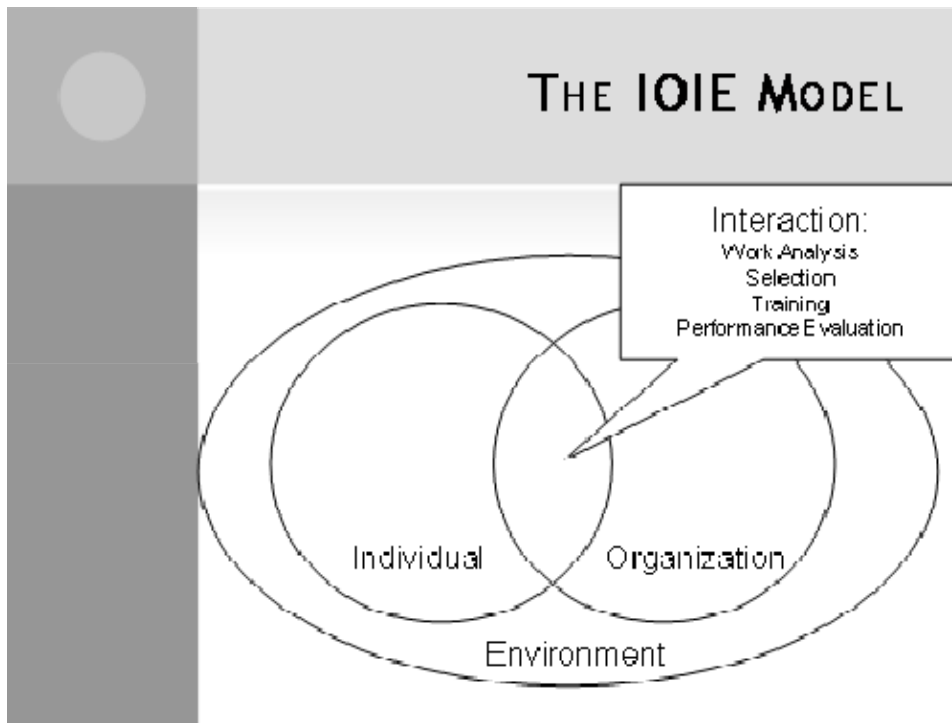 THE IOIE MODEL
Interaction:
Work Analysis
Selection
Training
Performance Evaluation
Individual
Organization
Environment